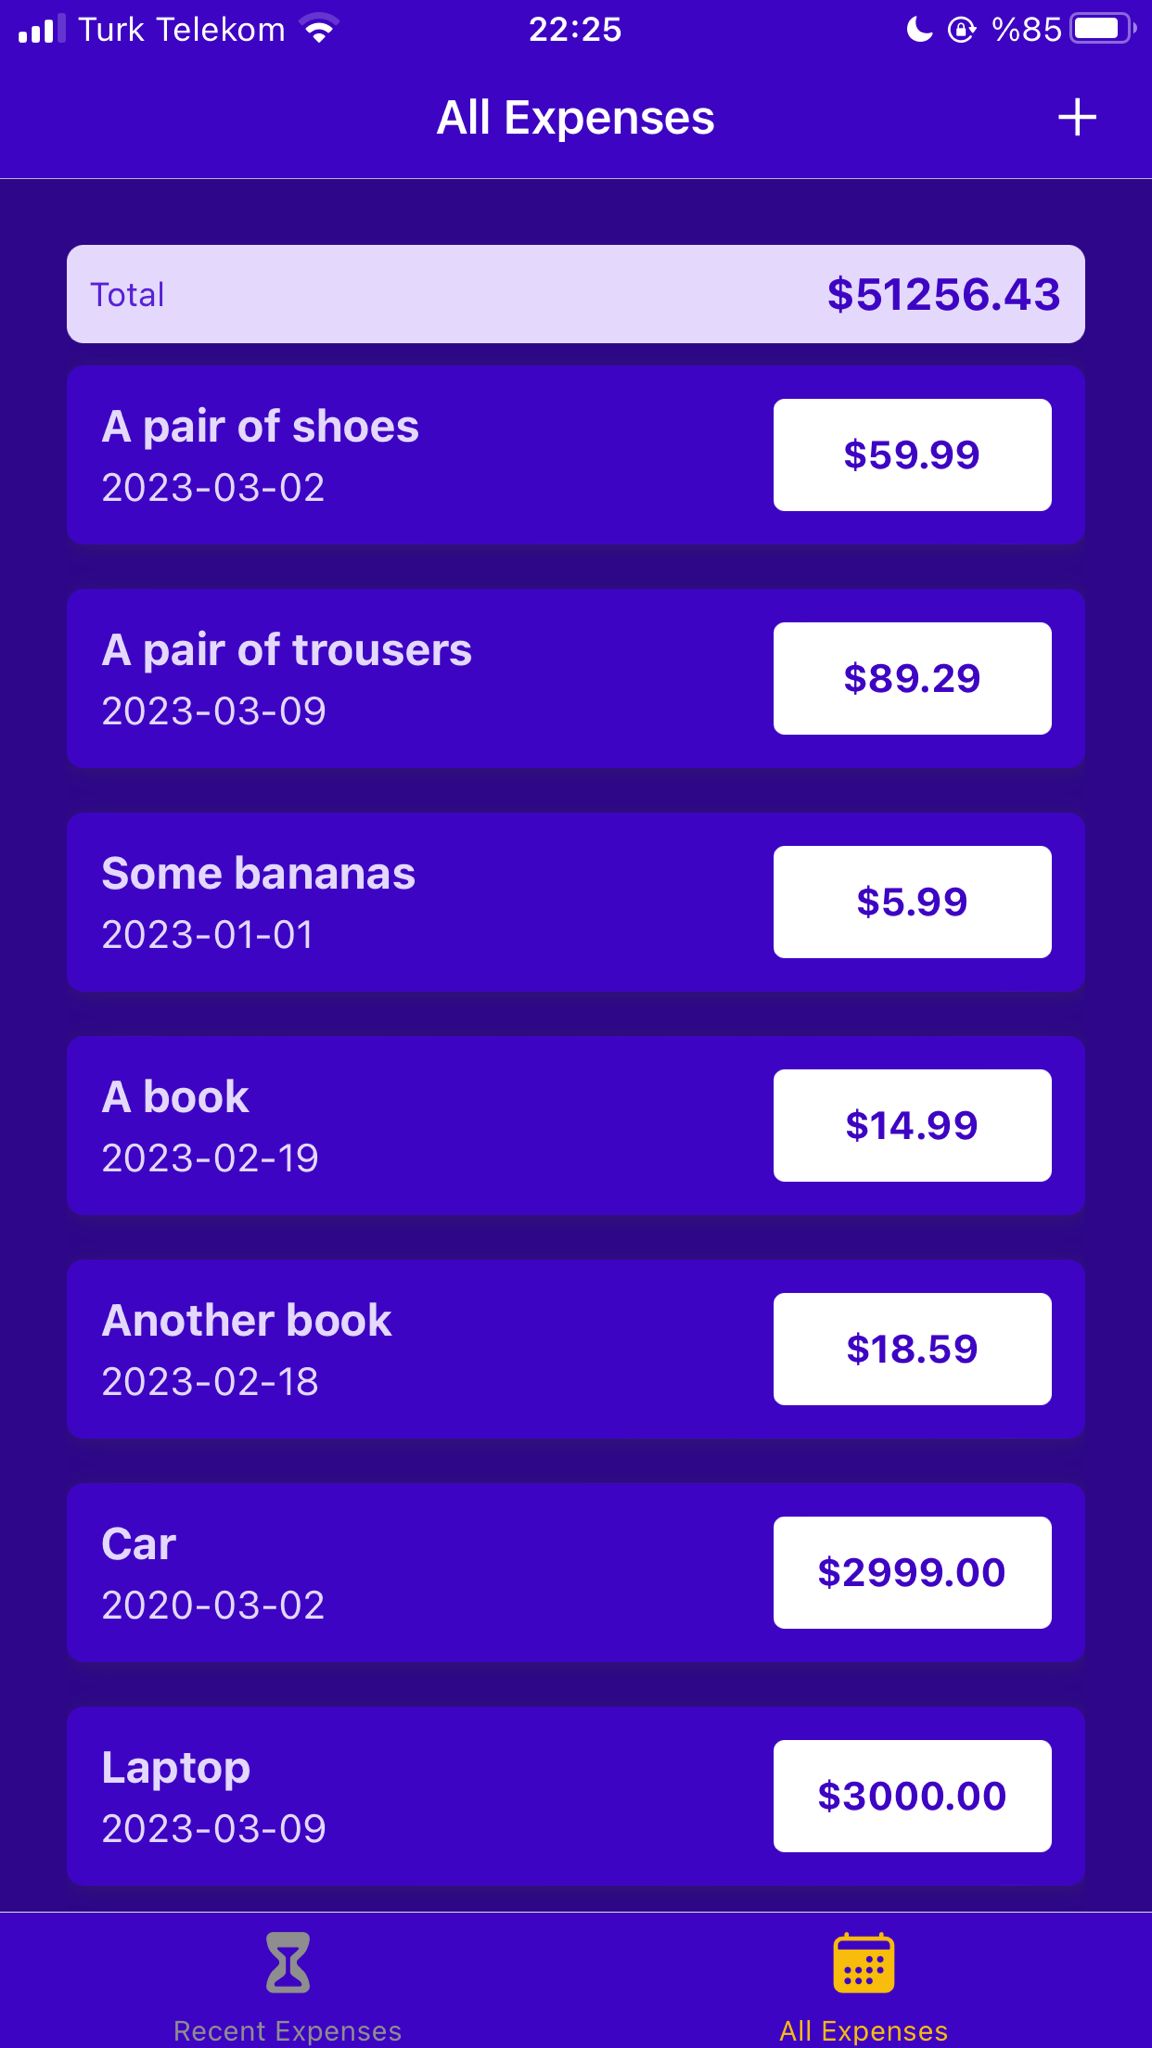 Turk Telekom 22:25 %85
All Expenses
Total $51256.43
A pair of shoes
2023-03-02
$59.99
A pair of trousers
2023-03-09
$89.29
Some bananas
2023-01-01
$5.99
A book
2023-02-19
$14.99
Another book
2023-02-18
$18.59
Car
2020-03-02
$2999.00
Laptop
2023-03-09
$3000.00
Recent Expenses
All Expenses